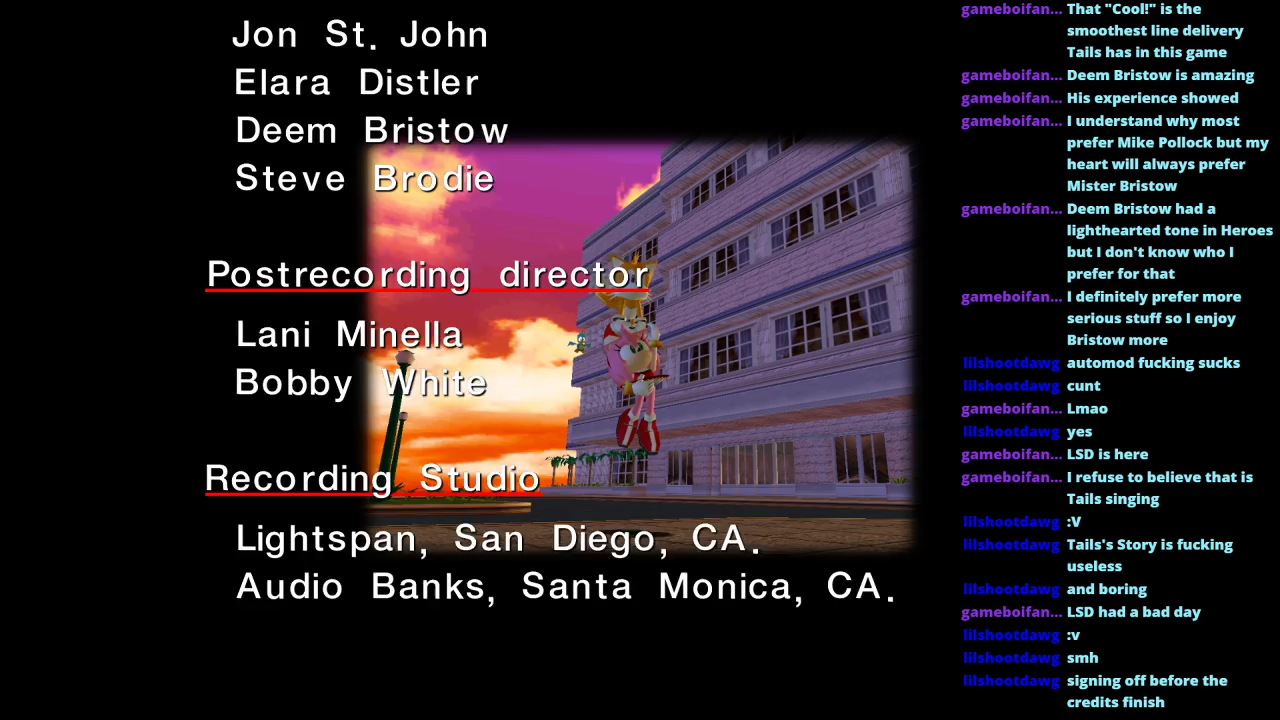 Jon St. John
Elara Distler
Deem Bristow
Steve Brodie
Postrecording director
Lani Minella
Bobby White
Recording Studio
Lightspan, San Diego, CA.
Audio Banks, Santa Monica, CA.
gameboifan... That "Cool!" is the
smoothest line delivery
Tails has in this game
gameboifan... Deem Bristow is amazing
gameboifan... His experience showed
gameboifan... I understand why most
prefer Mike Pollock but my
heart will always prefer
Mister Bristow
gameboifan... Deem Bristow had a
lighthearted tone in Heroes
but I don't know who I
prefer for that
gameboifan... I definitely prefer more
serious stuff so I enjoy
Bristow more
lilshootdawg automod fucking sucks
lilshootdawg cunt
gameboifan... Lmao
lilshootdawg yes
gameboifan... LSD is here
gameboifan... I refuse to believe that is
Tails singing
lilshootdawg :V
lilshootdawg Tails's Story is fucking
useless
lilshootdawg and boring
gameboifan... LSD had a bad day
lilshootdawg :v
lilshootdawg smh
lilshootdawg signing off before the
credits finish